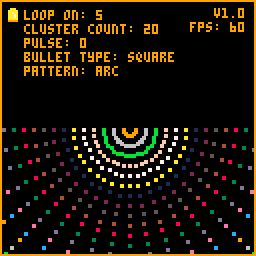 LOOP ON: 5
V1.0
CLUSTER COUNT: 20
FPS: 60
PULSE: 0
BULLET TYPE: SQUARE
PATTERN: ARC